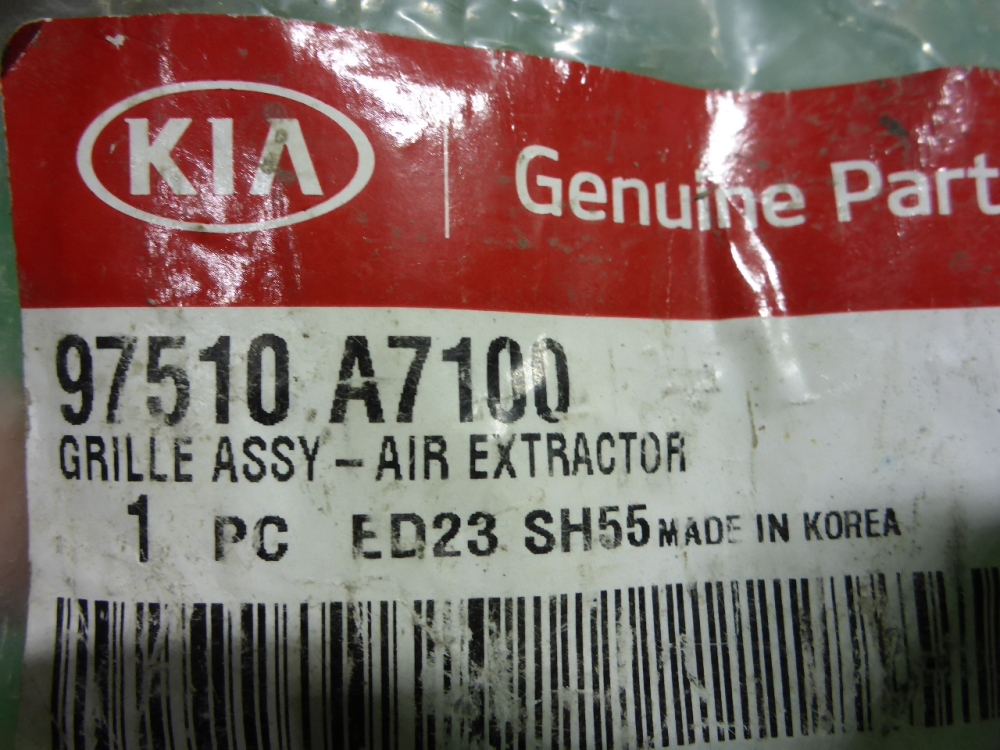 KIA Genuine Part
97510 A7100
GRILLE ASSY-AIR EXTRACTOR
1 PC ED23 SH55 MADE IN KOREA